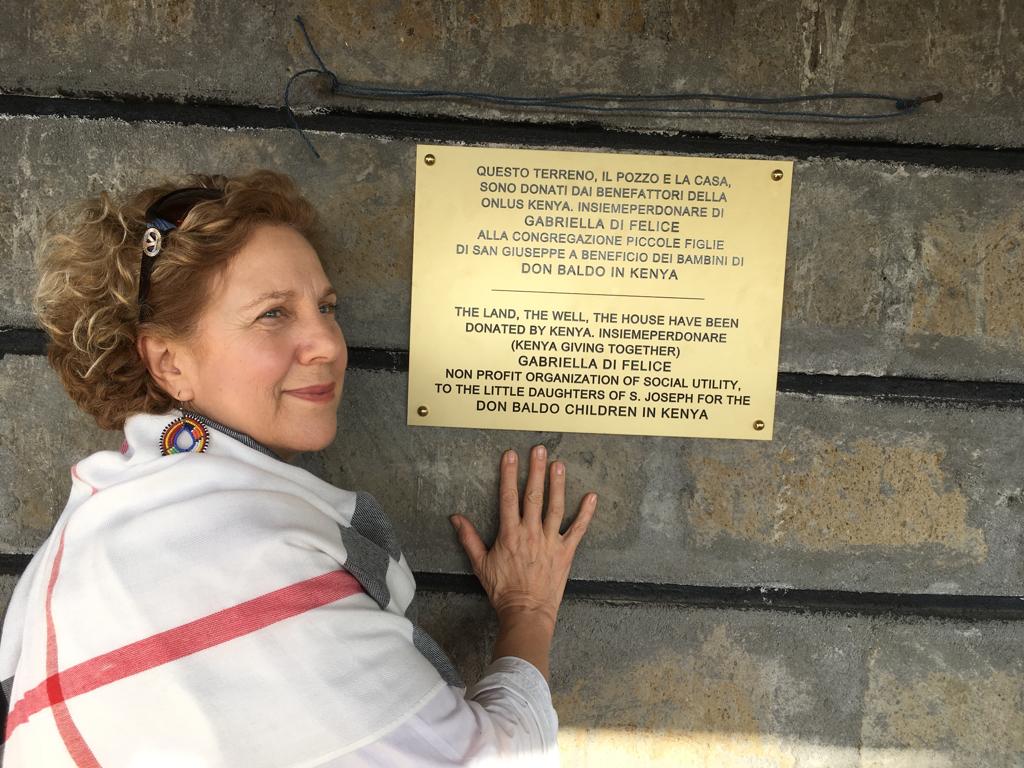 QUESTO TERRENO, IL POZZO E LA CASA,
SONO DONATI DAI BENEFATTORI DELLA
ONLUS KENYA. INSIEMEPERDONARE DI
GABRIELLA DI FELICE
ALLA CONGREGAZIONE PICCOLE FIGLIE
DI SAN GIUSEPPE A BENEFICIO DEI BAMBINI DI
DON BALDO IN KENYA
THE LAND, THE WELL, THE HOUSE HAVE BEEN
DONATED BY KENYA. INSIEMEPERDONARE
(KENYA GIVING TOGETHER)
GABRIELLA DI FELICE
NON PROFIT ORGANIZATION OF SOCIAL UTILITY,
TO THE LITTLE DAUGHTERS OF S. JOSEPH FOR THE
DON BALDO CHILDREN IN KENYA